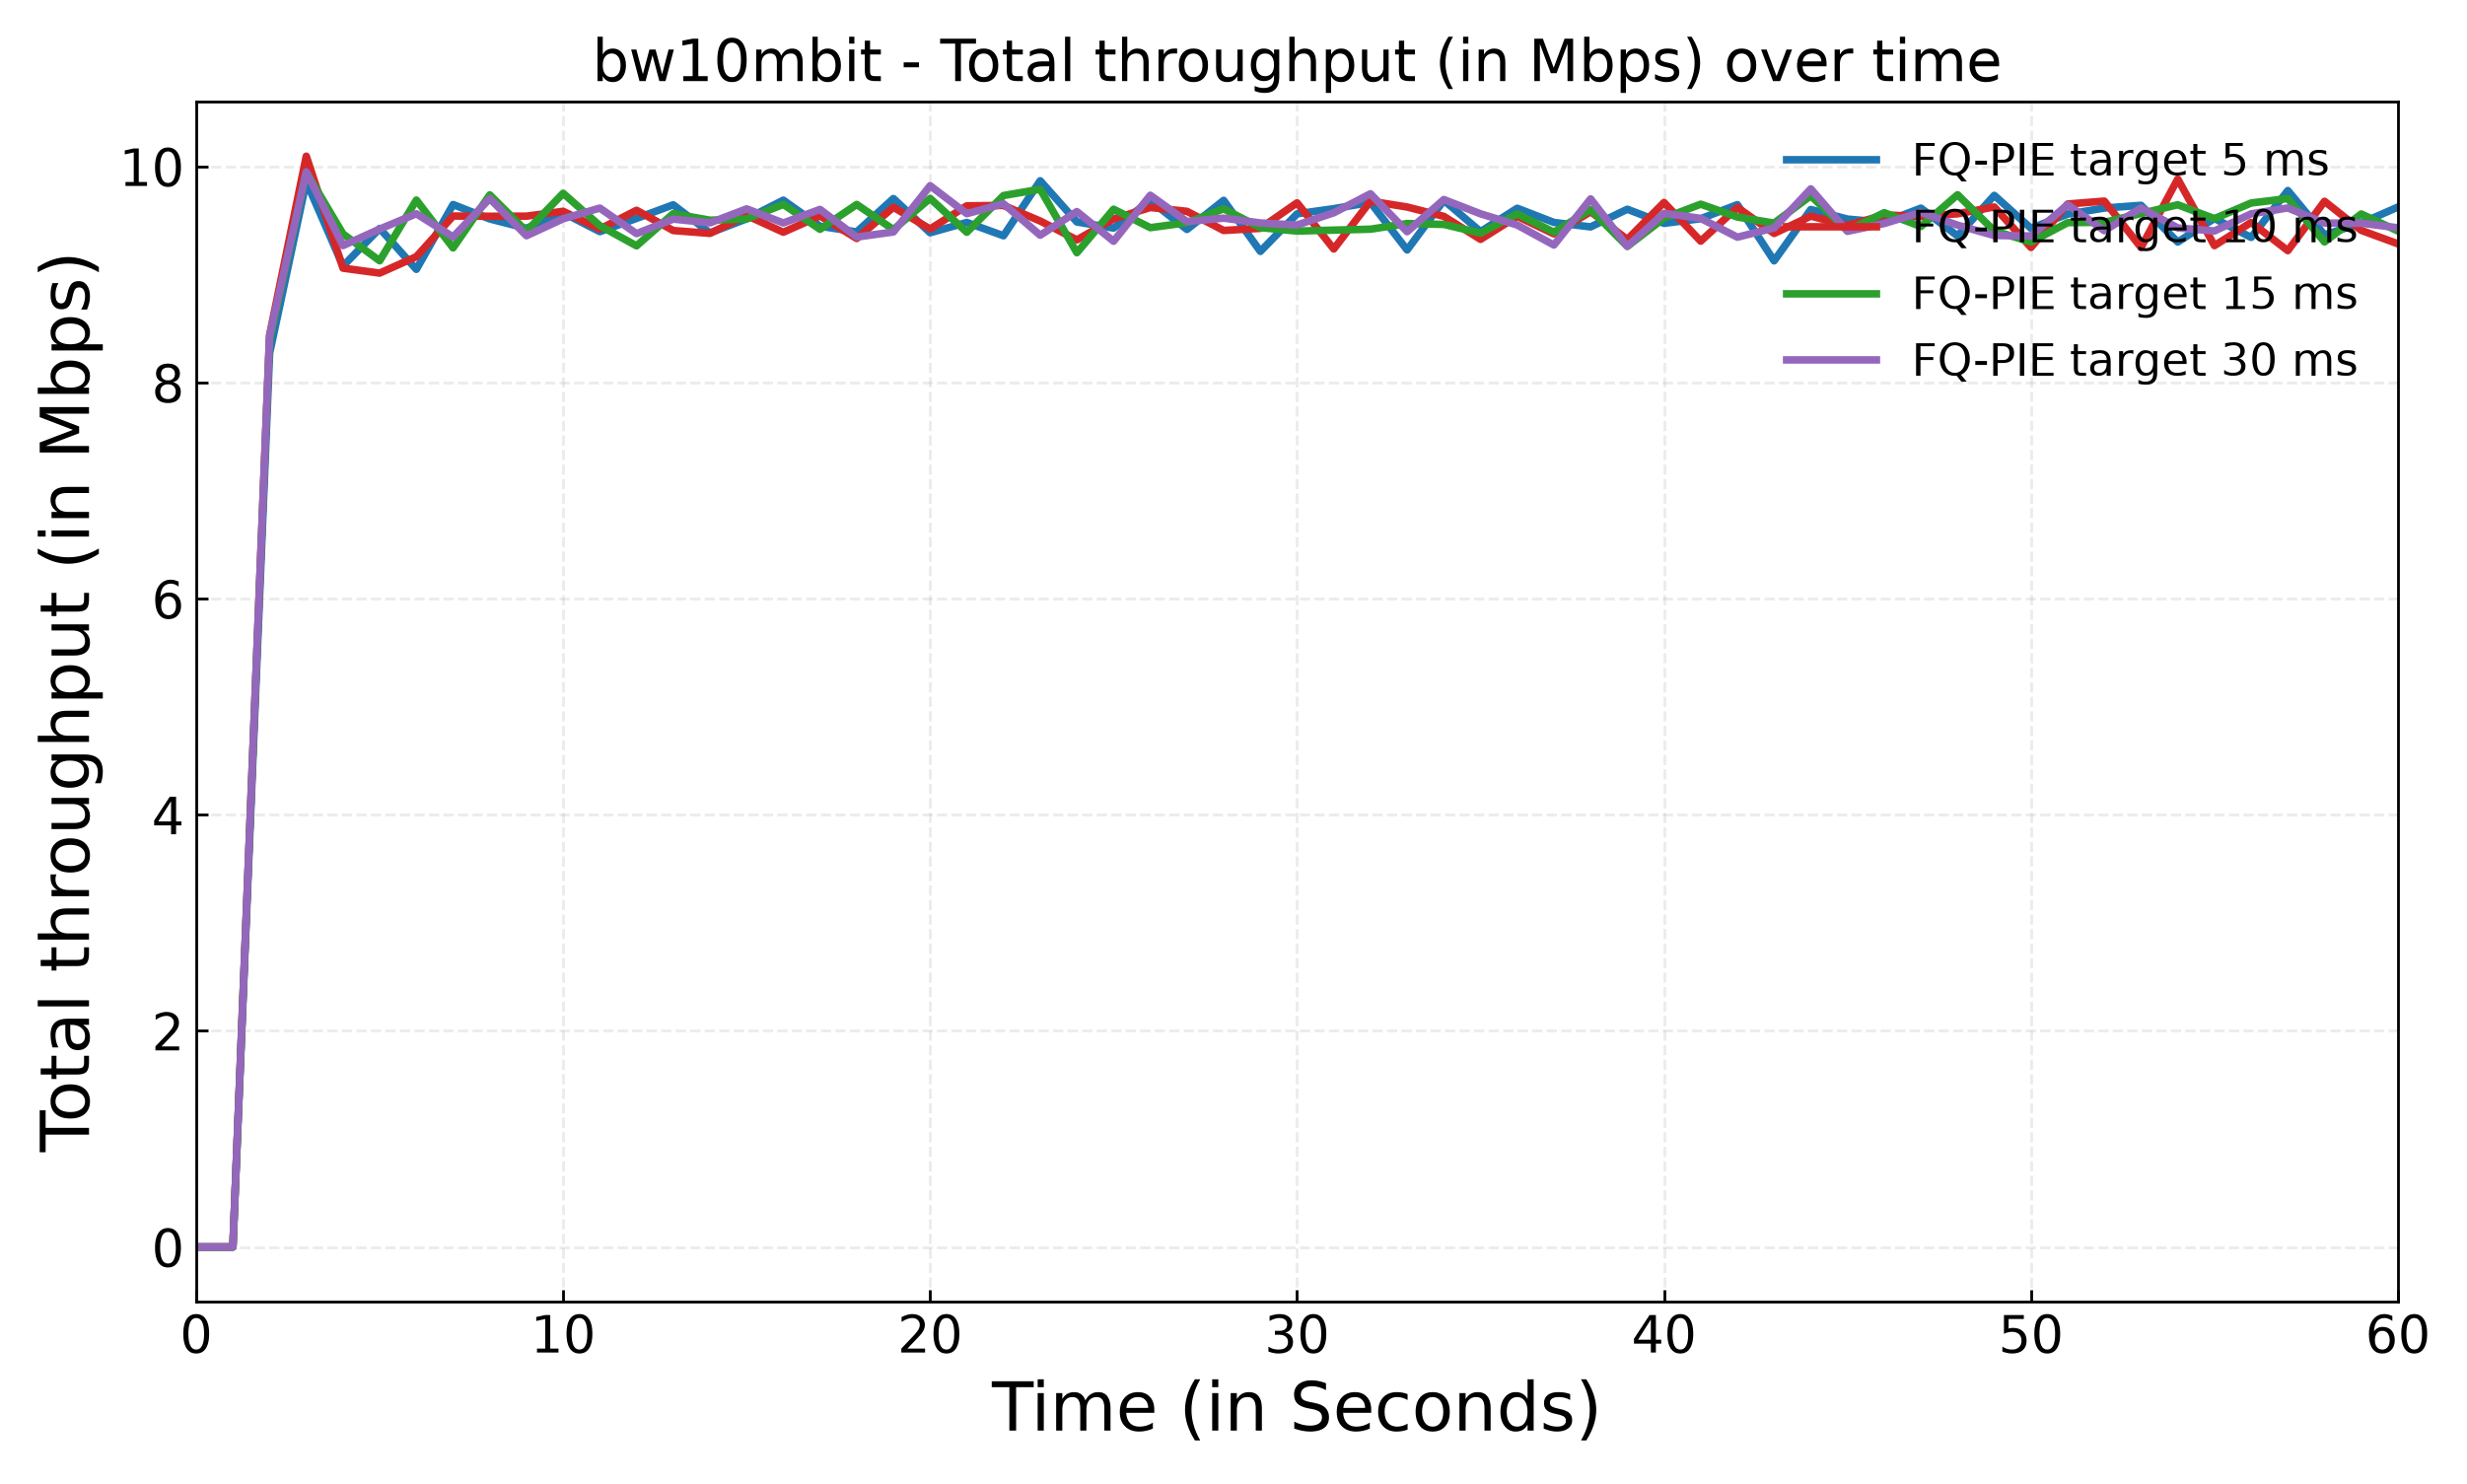 bw10mbit - Total throughput (in Mbps) over time
Total throughput (in Mbps)
10
8
6
4
2
0
FQ-PIE target 5 ms
FQ-PIE target 10 ms
FQ-PIE target 15 ms
FQ-PIE target 30 ms
0 10 20 30 40 50 60
Time (in Seconds)